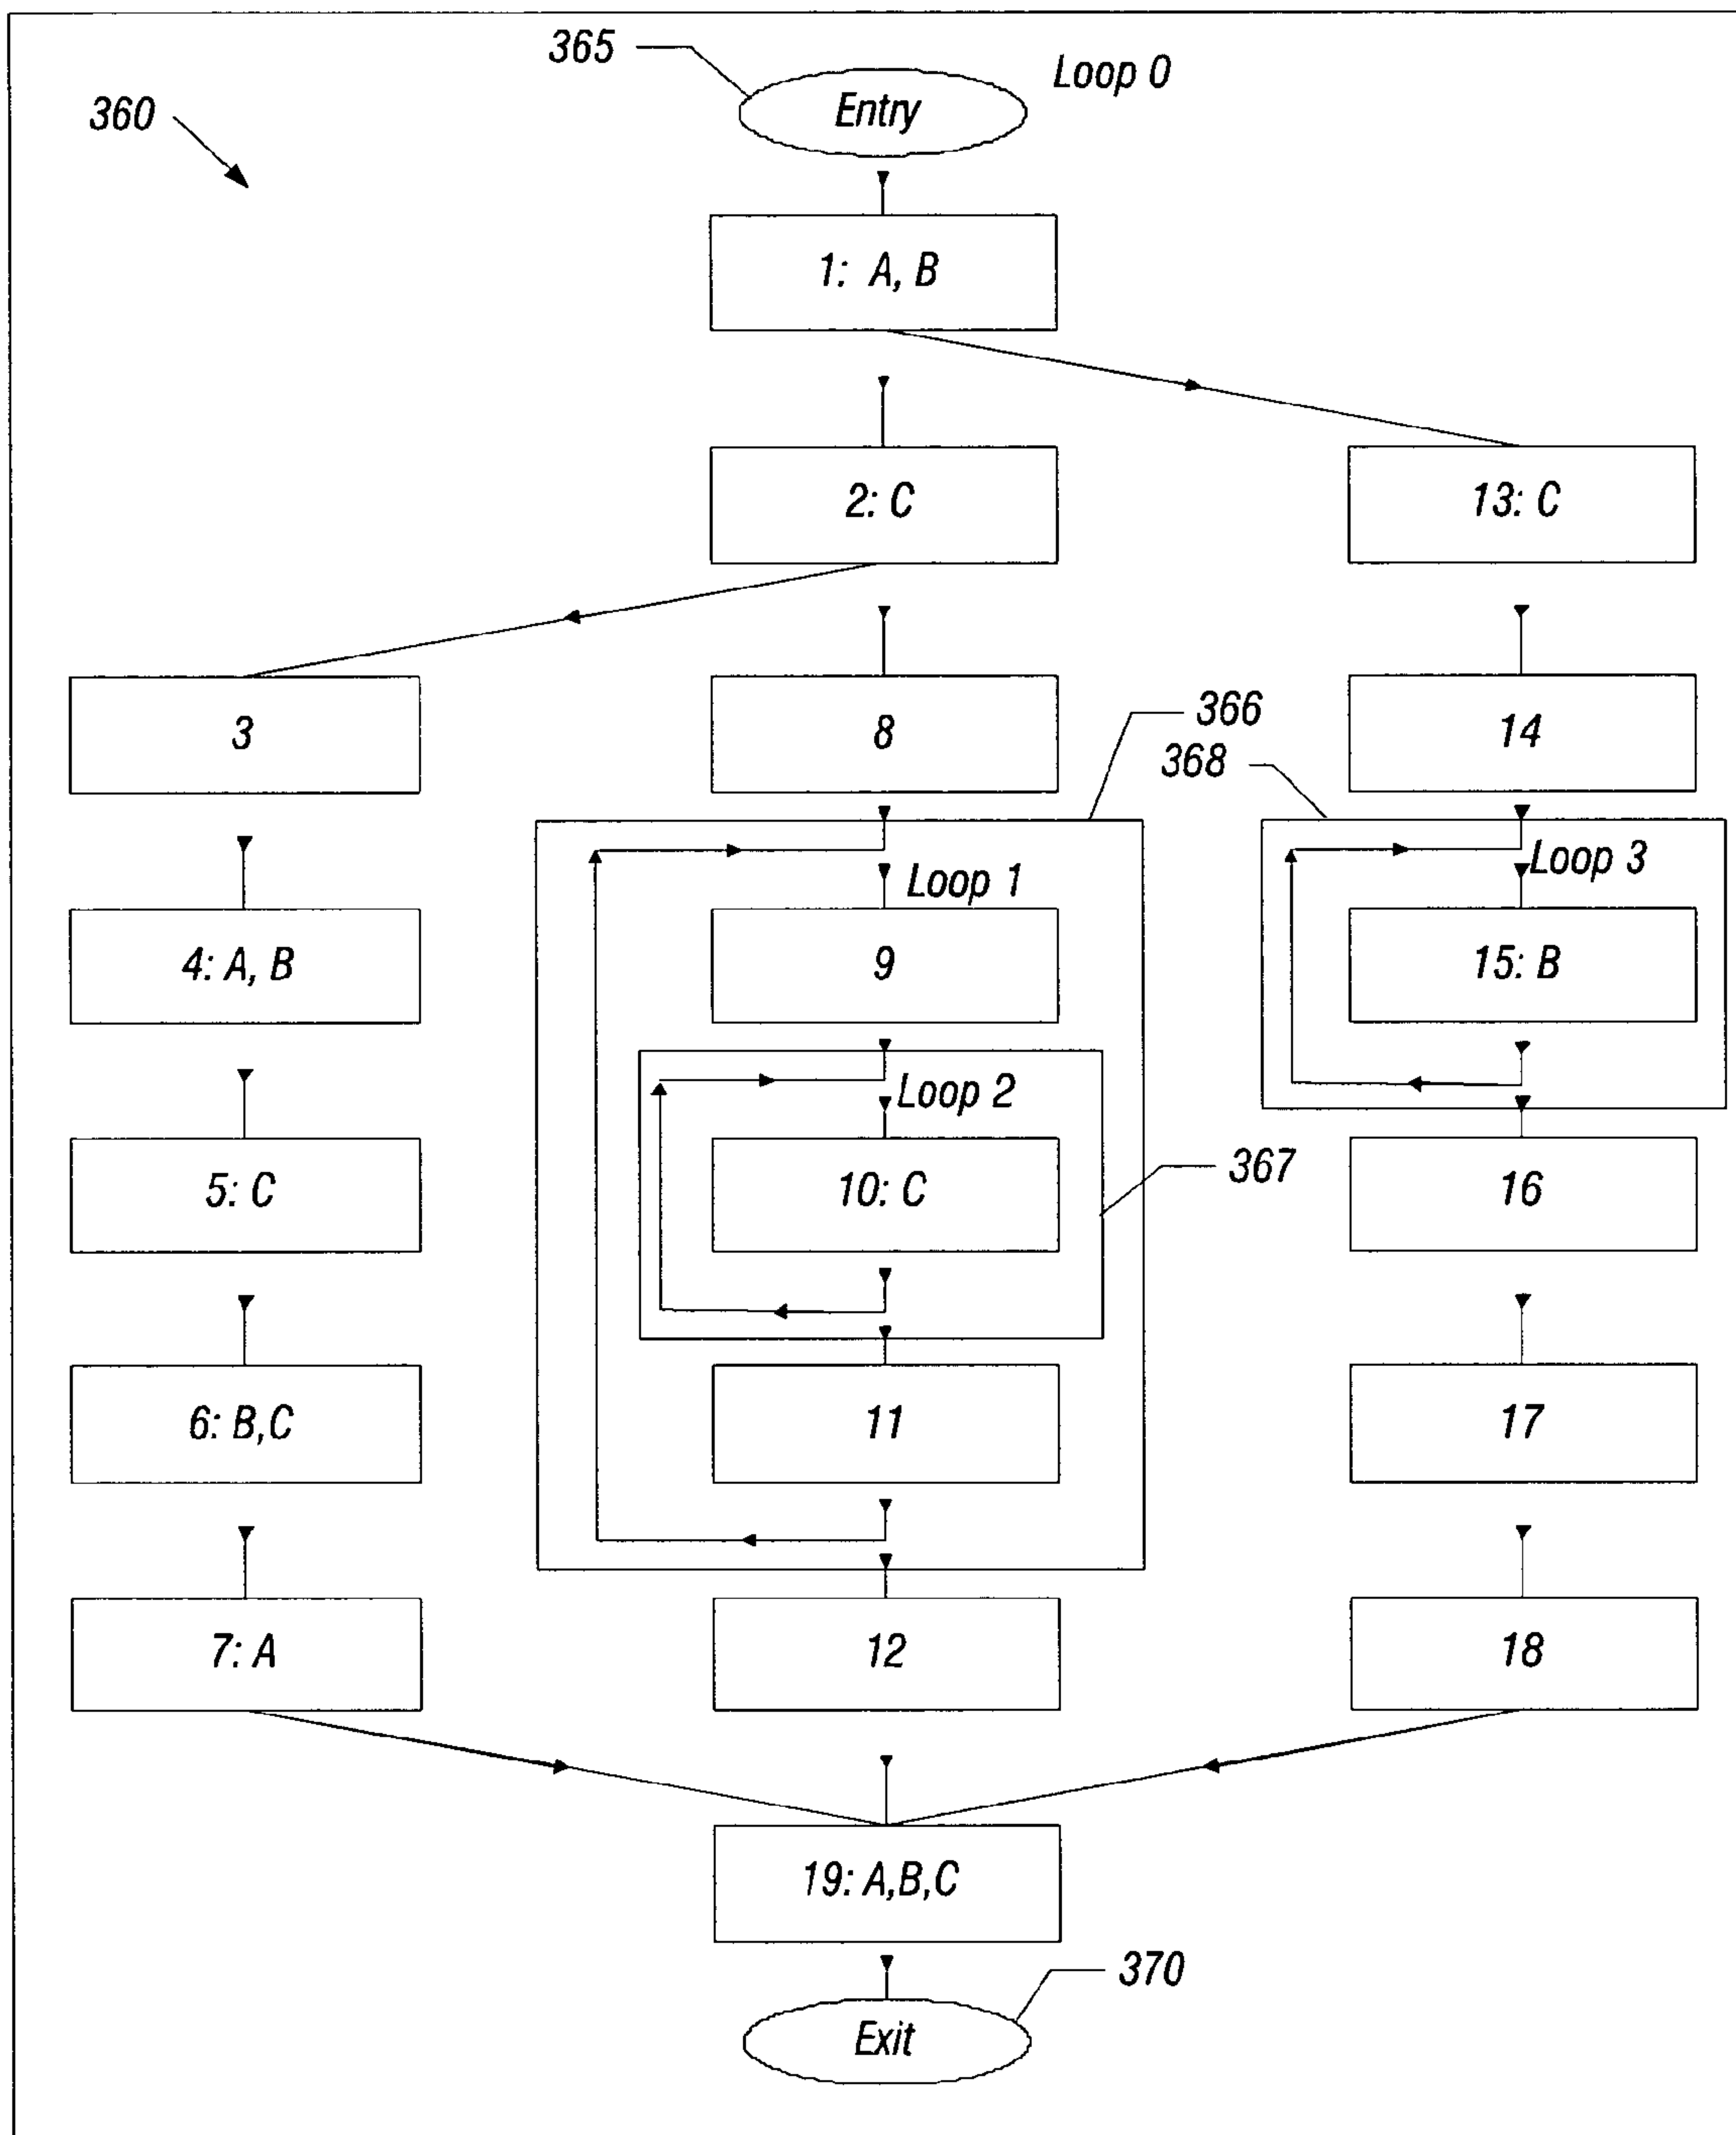 365
Loop 0
Entry
360
1: A, B
2: C
13: C
3
8
366
14
368
Loop 1
Loop 3
4: A, B
9
15: B
Loop 2
367
5: C
10: C
16
6: B,C
11
17
7: A
12
18
19: A,B,C
370
Exit